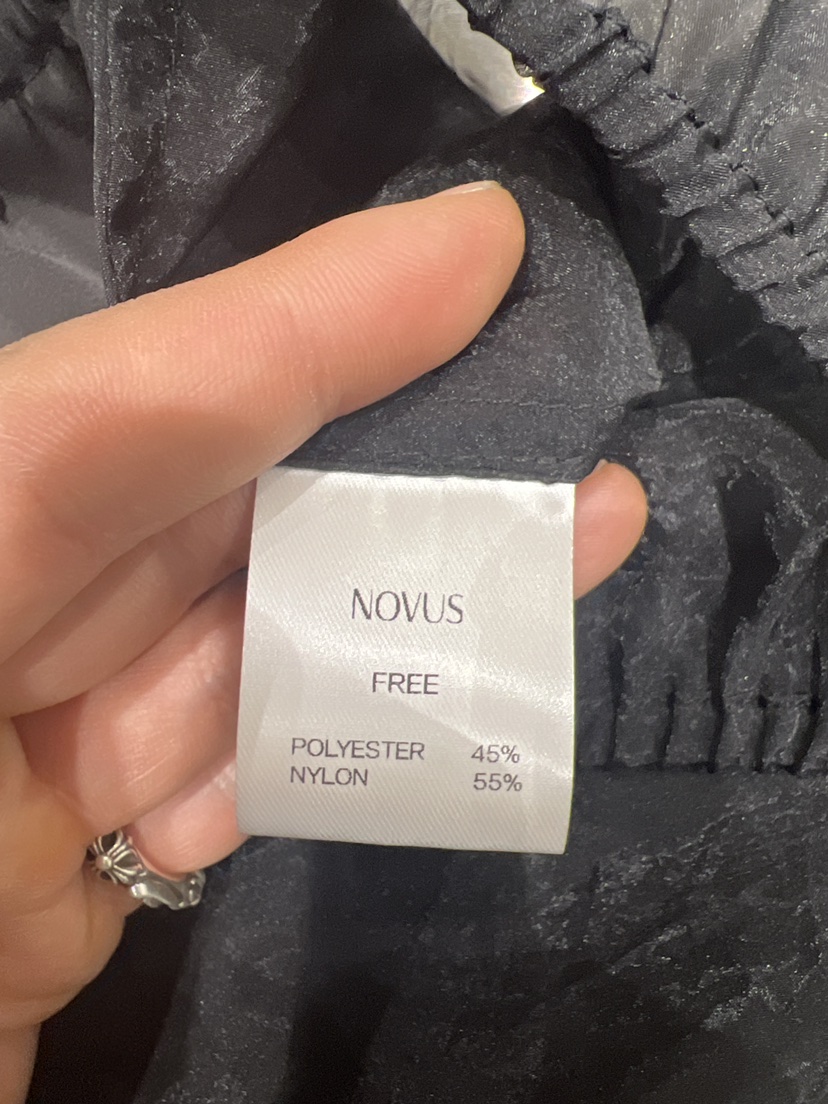 NOVUS
FREE
POLYESTER 45%
NYLON 55%